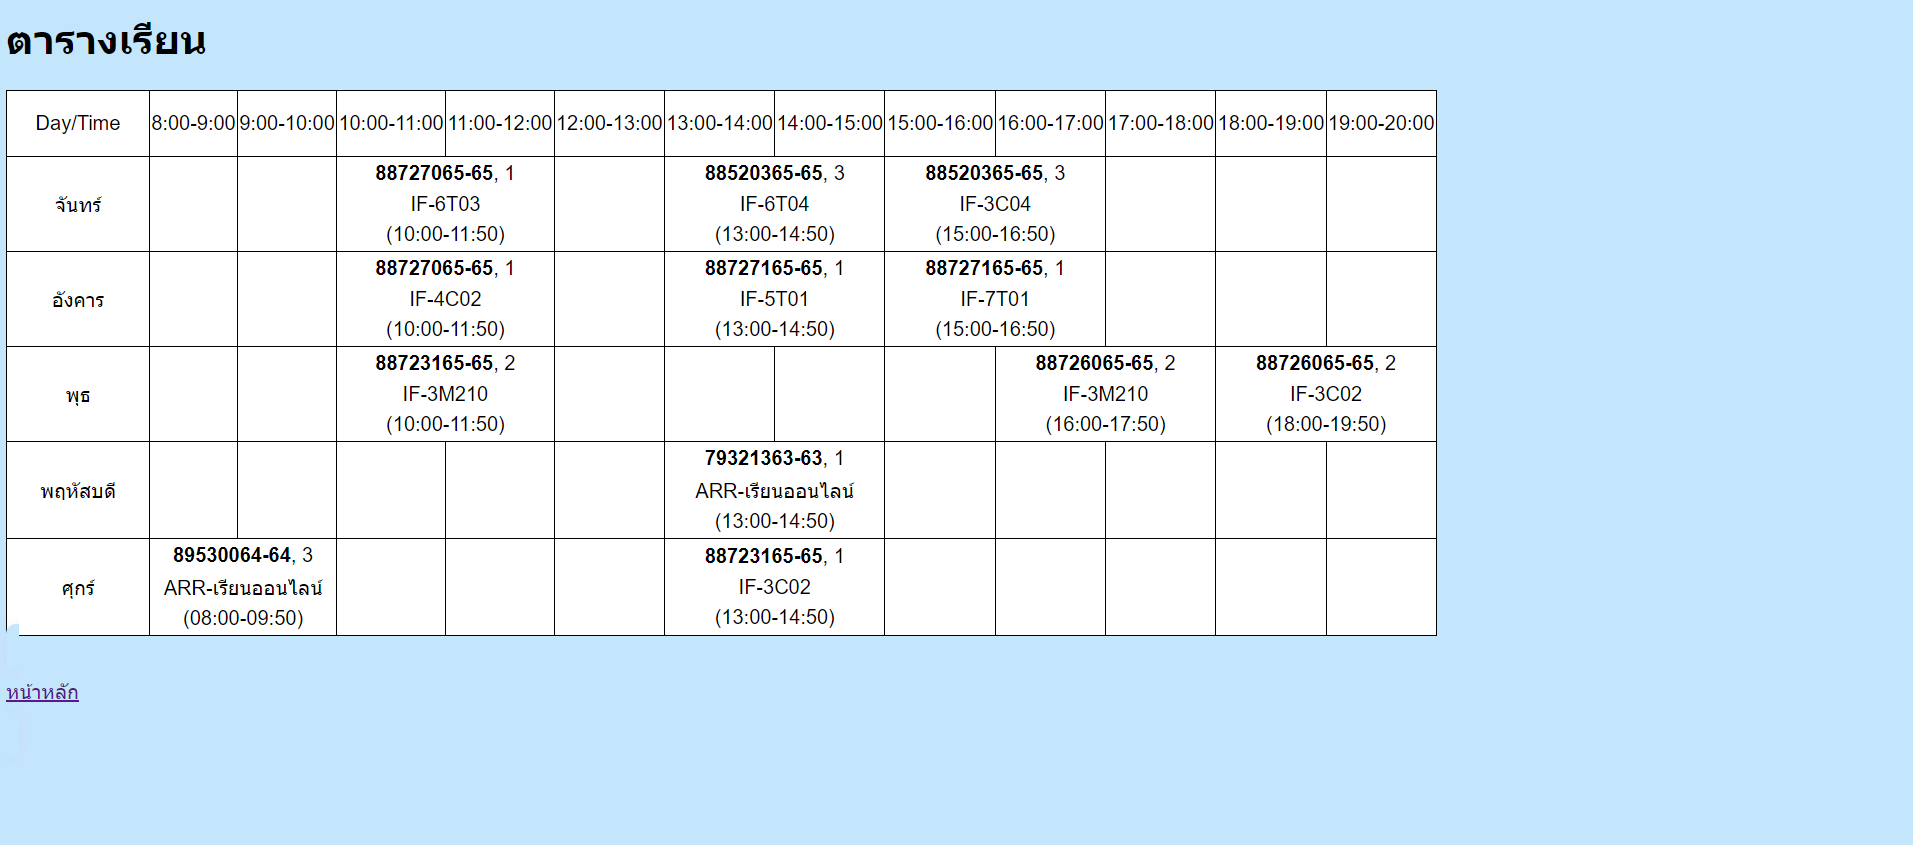 ตารางเรียน
Day/Time 8:00-9:00 9:00-10:00 10:00-11:00 11:00-12:00 12:00-13:00 13:00-14:00 14:00-15:00 15:00-16:00 16:00-17:00 17:00-18:00 18:00-19:00 19:00-20:00
จันทร์
88727065-65, 1
IF-6T03
(10:00-11:50)
88520365-65, 3
IF-6T04
(13:00-14:50)
88520365-65, 3
IF-3C04
(15:00-16:50)
อังคาร
88727065-65, 1
IF-4C02
(10:00-11:50)
88727165-65, 1
IF-5T01
(13:00-14:50)
88727165-65, 1
IF-7T01
(15:00-16:50)
พุธ
88723165-65, 2
IF-3M210
(10:00-11:50)
88726065-65, 2
IF-3M210
(16:00-17:50)
88726065-65, 2
IF-3C02
(18:00-19:50)
พฤหัสบดี
79321363-63, 1
ARR-เรียนออนไลน์
(13:00-14:50)
ศุกร์
89530064-64, 3
ARR-เรียนออนไลน์
(08:00-09:50)
88723165-65, 1
IF-3C02
(13:00-14:50)
หน้าหลัก